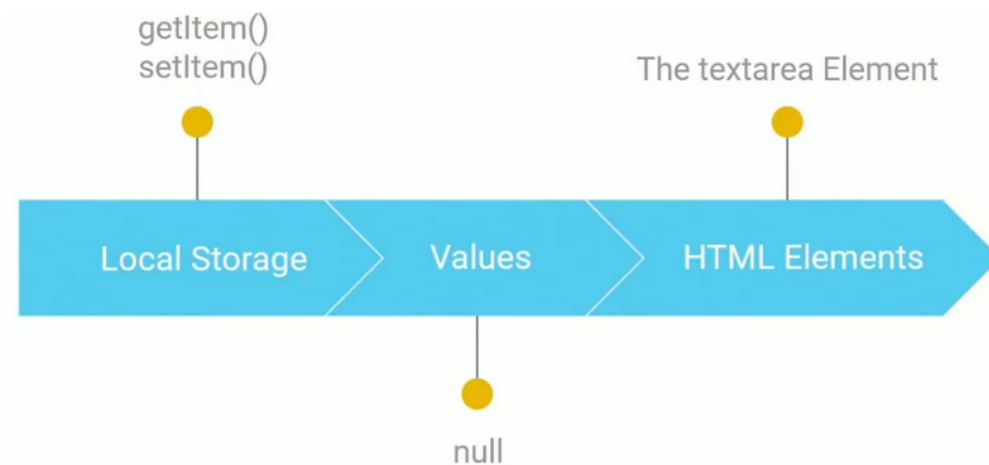 getItem()
setItem()
The textarea Element
Local Storage
Values
HTML Elements
null